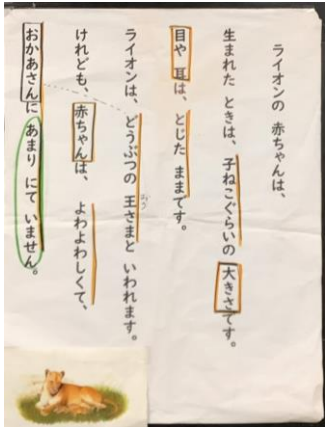 ライオンの 赤ちゃんは、
生まれた ときは、子ねこぐらいの 大きさです。
目や 耳は、とじた ままです。
ライオンは、どうぶつの 王さまと いわれます。
おう
けれども、赤ちゃんは、 よわよわしくて、
おかあさんに あまり にて いません。